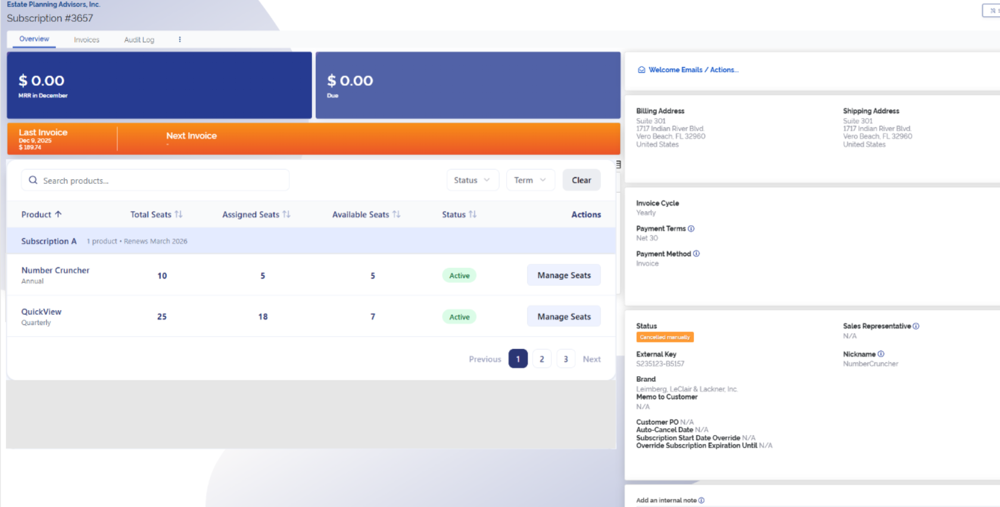 Estate Planning Advisors, Inc.
Subscription #3657
Overview Invoices Audit Log
$ 0.00
MRR in December
$ 0.00
Due
Last Invoice
Dec 9, 2025
$ 189.74
Next Invoice
-
Search products...
Status Term Clear
Product Total Seats Assigned Seats Available Seats Status Actions
Subscription A 1 product • Renews March 2026
Number Cruncher
Annual
10 5 5 Active Manage Seats
QuickView
Quarterly
25 18 7 Active Manage Seats
Previous 1 2 3 Next
Welcome Emails / Actions...
Billing Address
Suite 301
1717 Indian River Blvd.
Vero Beach, FL 32960
United States
Shipping Address
Suite 301
1717 Indian River Blvd.
Vero Beach, FL 32960
United States
Invoice Cycle
Yearly
Payment Terms
Net 30
Payment Method
Invoice
Status
Cancelled manually
Sales Representative
N/A
External Key
S235123-B5157
Nickname
NumberCruncher
Brand
Leimberg, LeClair & Lackner, Inc.
Memo to Customer
N/A
Customer PO N/A
Auto-Cancel Date N/A
Subscription Start Date Override N/A
Override Subscription Expiration Until N/A
Add an internal note